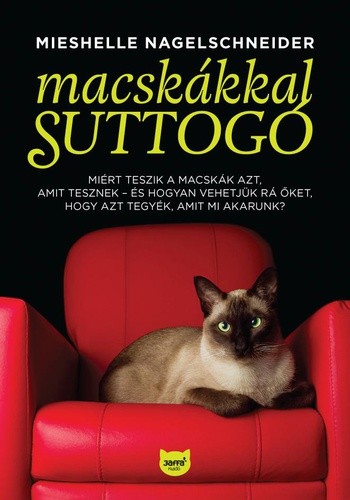 MIESHELLE NAGELSCHNEIDER
macskákkal
SUTTOGÓ
MIÉRT TESZIK A MACSKÁK AZT,
AMIT TESZNEK – ÉS HOGYAN VEHETJÜK RÁ ŐKET,
HOGY AZT TEGYÉK, AMIT MI AKARUNK?
Jaffa
KIADÓ